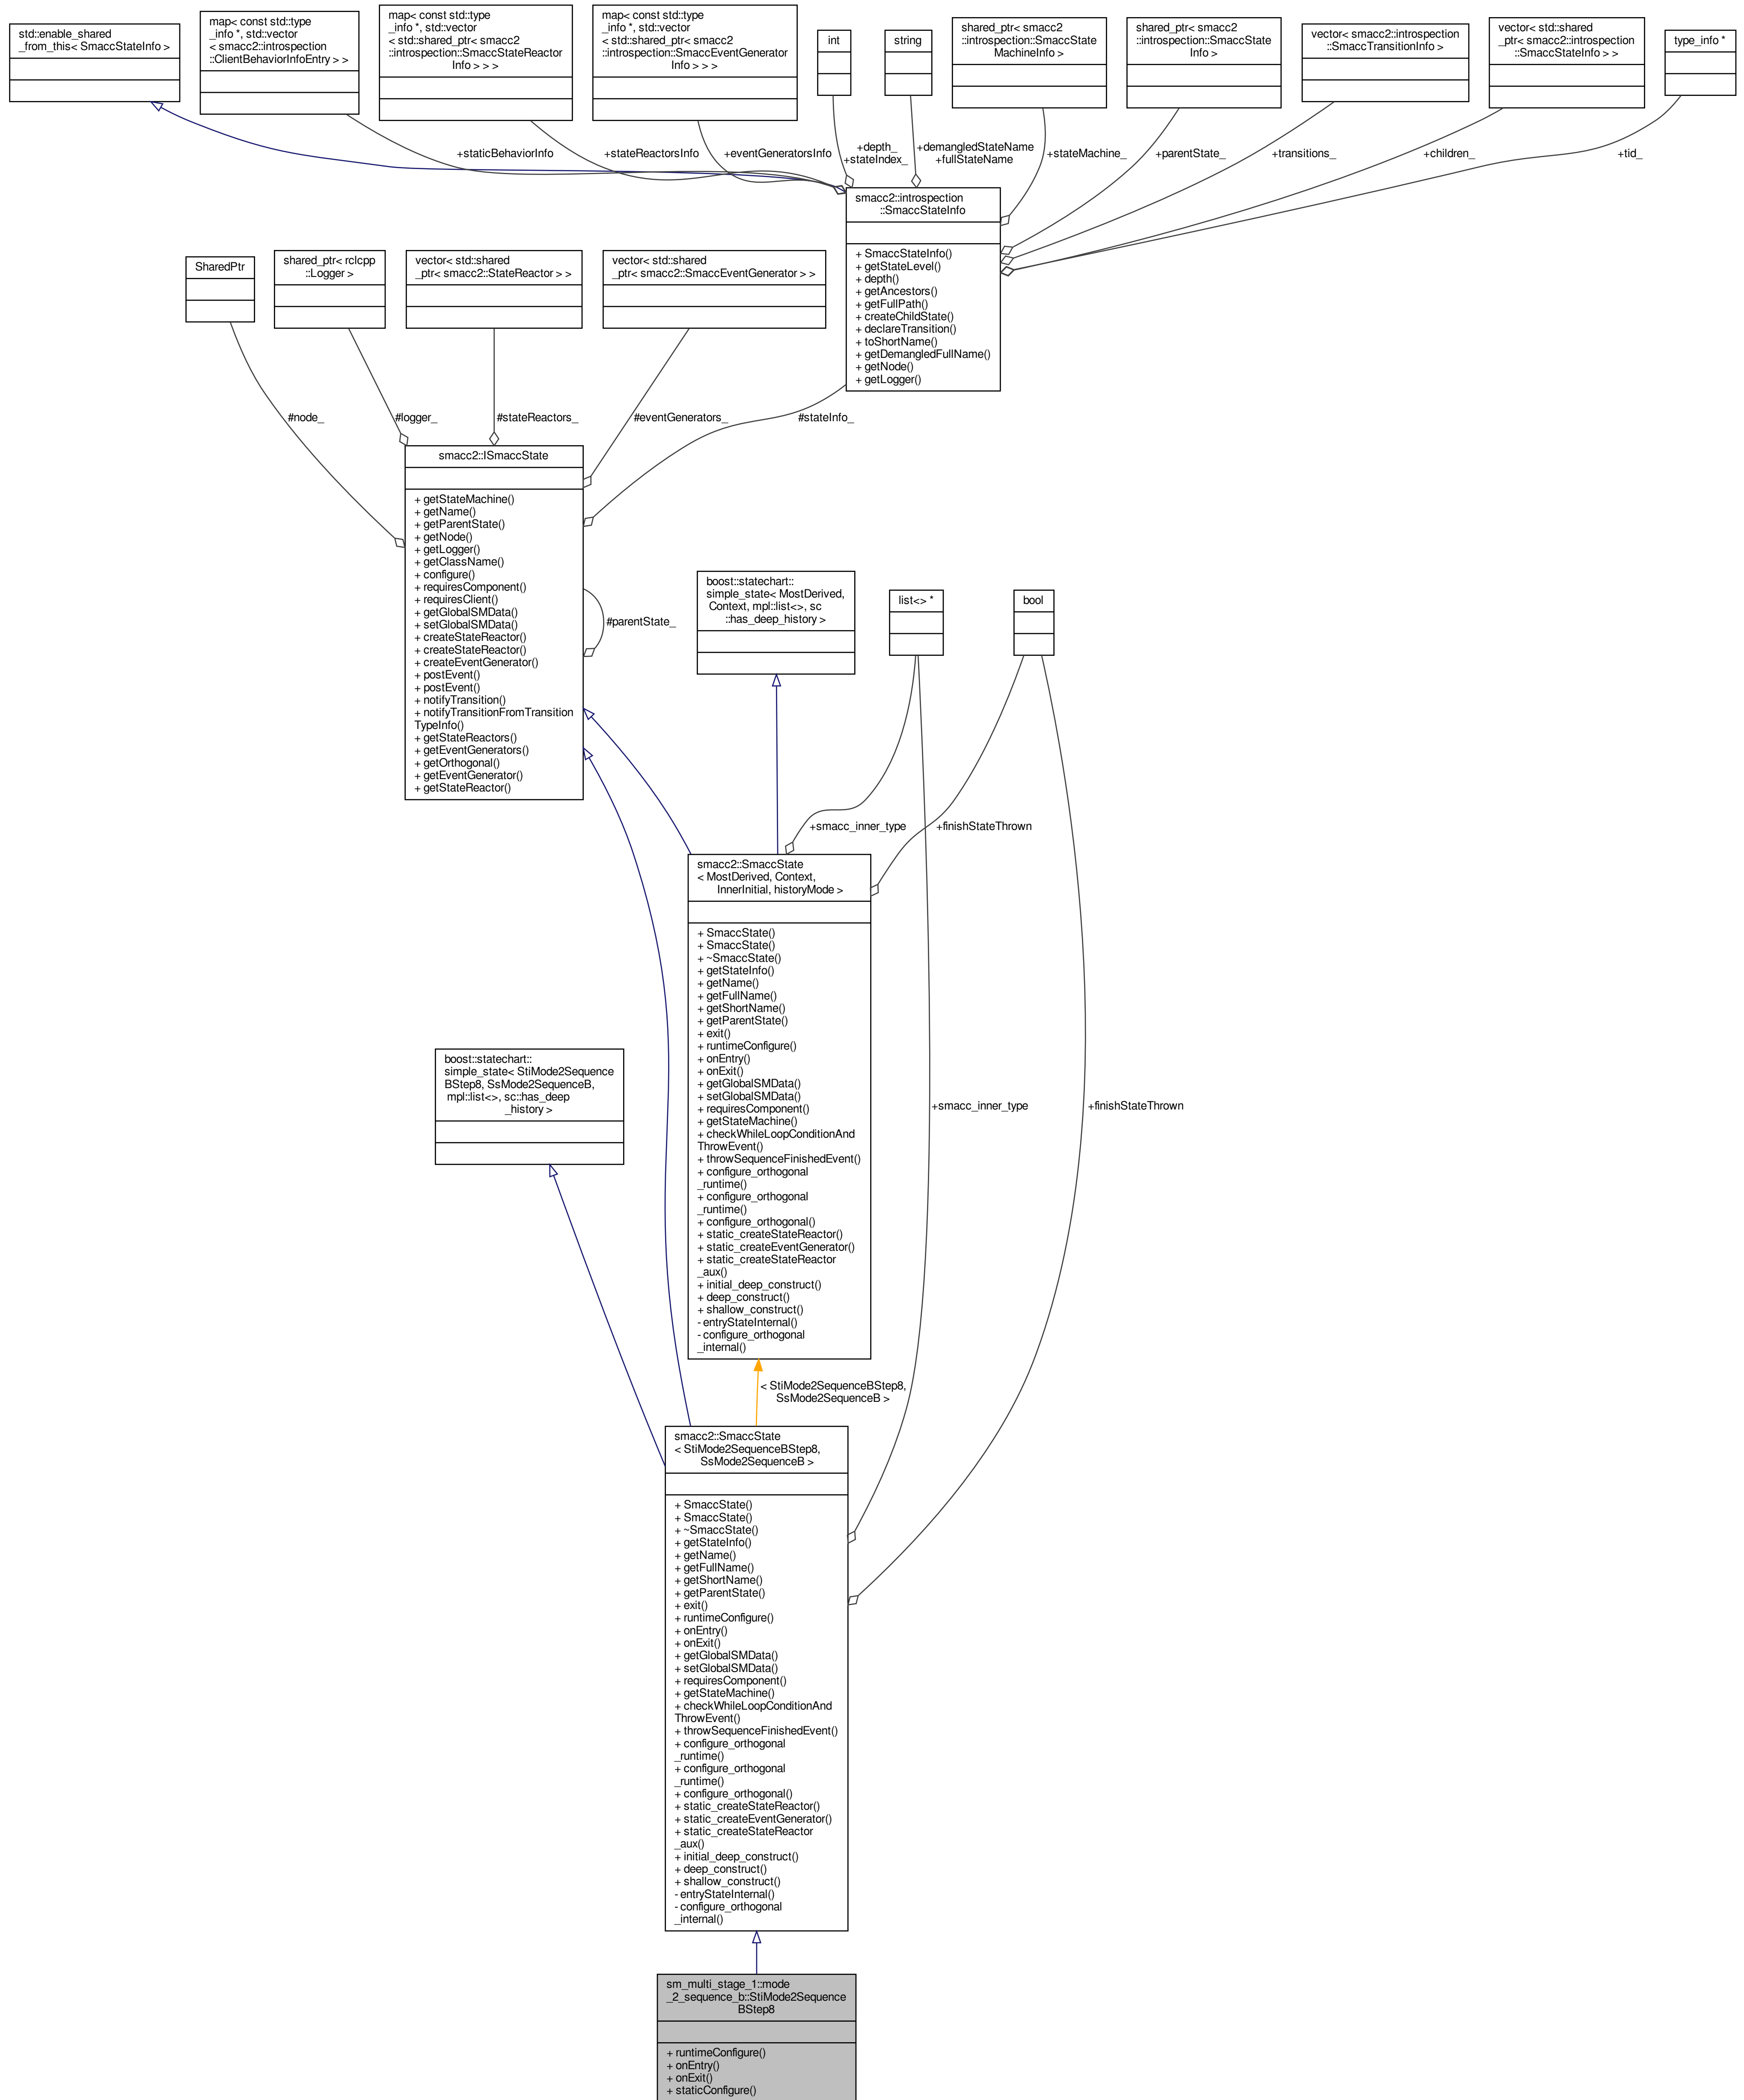 std::enable_shared
_from_this< SmaccStateInfo >
map< const std::type
_info *, std::vector
< smacc2::introspection
::ClientBehaviorInfoEntry > >
map< const std::type
_info *, std::vector
< std::shared_ptr< smacc2
::introspection::SmaccStateReactor
Info > > >
map< const std::type
_info *, std::vector
< std::shared_ptr< smacc2
::introspection::SmaccEventGenerator
Info > > >
int
string
shared_ptr< smacc2
::introspection::SmaccState
MachineInfo >
shared_ptr< smacc2
::introspection::SmaccState
Info >
vector< smacc2::introspection
::SmaccTransitionInfo >
vector< std::shared
_ptr< smacc2::introspection
::SmaccStateInfo > >
type_info *
+staticBehaviorInfo
+stateReactorsInfo
+eventGeneratorsInfo
+depth_
+stateIndex_
+demangledStateName
+fullStateName
+stateMachine_
+parentState_
+transitions_
+children_
+tid_
smacc2::introspection
::SmaccStateInfo
+ SmaccStateInfo()
+ getStateLevel()
+ depth()
+ getAncestors()
+ getFullPath()
+ createChildState()
+ declareTransition()
+ toShortName()
+ getDemangledFullName()
+ getNode()
+ getLogger()
SharedPtr
shared_ptr< rclcpp
::Logger >
vector< std::shared
_ptr< smacc2::StateReactor > >
vector< std::shared
_ptr< smacc2::SmaccEventGenerator > >
#node_
#logger_
#stateReactors_
#eventGenerators_
#stateInfo_
smacc2::ISmaccState
+ getStateMachine()
+ getName()
+ getParentState()
+ getNode()
+ getLogger()
+ getClassName()
+ configure()
+ requiresComponent()
+ requiresClient()
+ getGlobalSMData()
+ setGlobalSMData()
+ createStateReactor()
+ createStateReactor()
+ createEventGenerator()
+ postEvent()
+ postEvent()
+ notifyTransition()
+ notifyTransitionFromTransition
TypeInfo()
+ getStateReactors()
+ getEventGenerators()
+ getOrthogonal()
+ getEventGenerator()
+ getStateReactor()
#parentState_
boost::statechart::
simple_state< MostDerived,
Context, mpl::list<>, sc
::has_deep_history >
list<> *
bool
+smacc_inner_type
+finishStateThrown
smacc2::SmaccState
< MostDerived, Context,
InnerInitial, historyMode >
+ SmaccState()
+ SmaccState()
+ ~SmaccState()
+ getStateInfo()
+ getName()
+ getFullName()
+ getShortName()
+ getParentState()
+ exit()
+ runtimeConfigure()
+ onEntry()
+ onExit()
+ getGlobalSMData()
+ setGlobalSMData()
+ requiresComponent()
+ getStateMachine()
+ checkWhileLoopConditionAnd
ThrowEvent()
+ throwSequenceFinishedEvent()
+ configure_orthogonal
_runtime()
+ configure_orthogonal
_runtime()
+ configure_orthogonal()
+ static_createStateReactor()
+ static_createEventGenerator()
+ static_createStateReactor
_aux()
+ initial_deep_construct()
+ deep_construct()
+ shallow_construct()
- entryStateInternal()
- configure_orthogonal
_internal()
boost::statechart::
simple_state< StiMode2Sequence
BStep8, SsMode2SequenceB,
mpl::list<>, sc::has_deep
_history >
+smacc_inner_type
+finishStateThrown
< StiMode2SequenceBStep8,
SsMode2SequenceB >
smacc2::SmaccState
< StiMode2SequenceBStep8,
SsMode2SequenceB >
+ SmaccState()
+ SmaccState()
+ ~SmaccState()
+ getStateInfo()
+ getName()
+ getFullName()
+ getShortName()
+ getParentState()
+ exit()
+ runtimeConfigure()
+ onEntry()
+ onExit()
+ getGlobalSMData()
+ setGlobalSMData()
+ requiresComponent()
+ getStateMachine()
+ checkWhileLoopConditionAnd
ThrowEvent()
+ throwSequenceFinishedEvent()
+ configure_orthogonal
_runtime()
+ configure_orthogonal
_runtime()
+ configure_orthogonal()
+ static_createStateReactor()
+ static_createEventGenerator()
+ static_createStateReactor
_aux()
+ initial_deep_construct()
+ deep_construct()
+ shallow_construct()
- entryStateInternal()
- configure_orthogonal
_internal()
sm_multi_stage_1::mode
_2_sequence_b::StiMode2Sequence
BStep8
+ runtimeConfigure()
+ onEntry()
+ onExit()
+ staticConfigure()